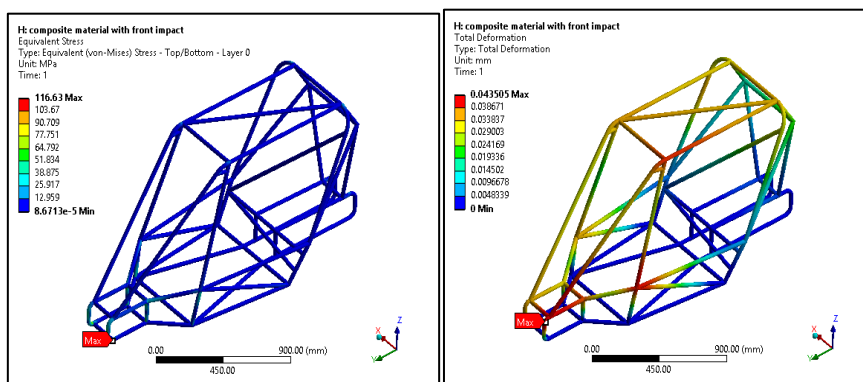 H: composite material with front impact
Equivalent Stress
Type: Equivalent (von-Mises) Stress - Top/Bottom - Layer 0
Unit: MPa
Time: 1
116.63 Max
103.67
90.709
77.751
64.792
51.834
38.875
25.917
12.959
8.6713e-5 Min
Max
0.00
900.00 (mm)
450.00
X
Y
Z
H: composite material with front impact
Total Deformation
Type: Total Deformation
Unit: mm
Time: 1
0.043505 Max
0.038671
0.033837
0.029003
0.024169
0.019336
0.014502
0.0096678
0.0048339
0 Min
Max
0.00
900.00 (mm)
450.00
X
Y
Z